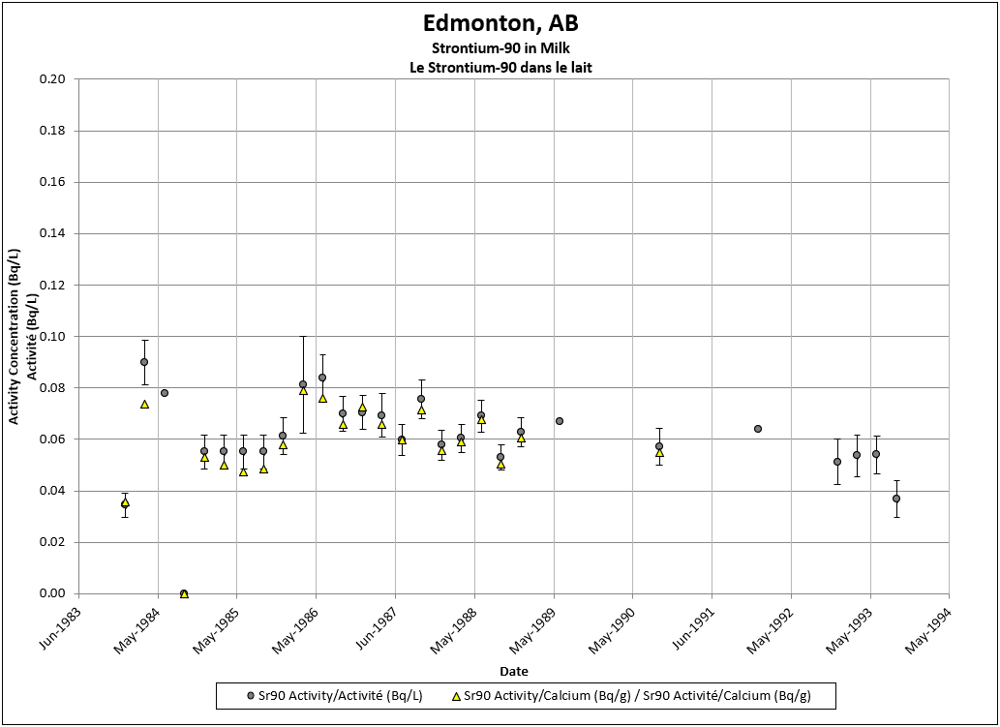 Edmonton, AB
Strontium-90 in Milk
Le Strontium-90 dans le lait
Activity Concentration (Bq/L)
Activité (Bq/L)
0.20
0.18
0.16
0.14
0.12
0.10
0.08
0.06
0.04
0.02
0.00
Jun-1983
May-1984
May-1985
May-1986
Jun-1987
May-1988
May-1989
May-1990
Jun-1991
May-1992
May-1993
May-1994
Date
Sr90 Activity/Activité (Bq/L)
Sr90 Activity/Calcium (Bq/g) / Sr90 Activité/Calcium (Bq/g)